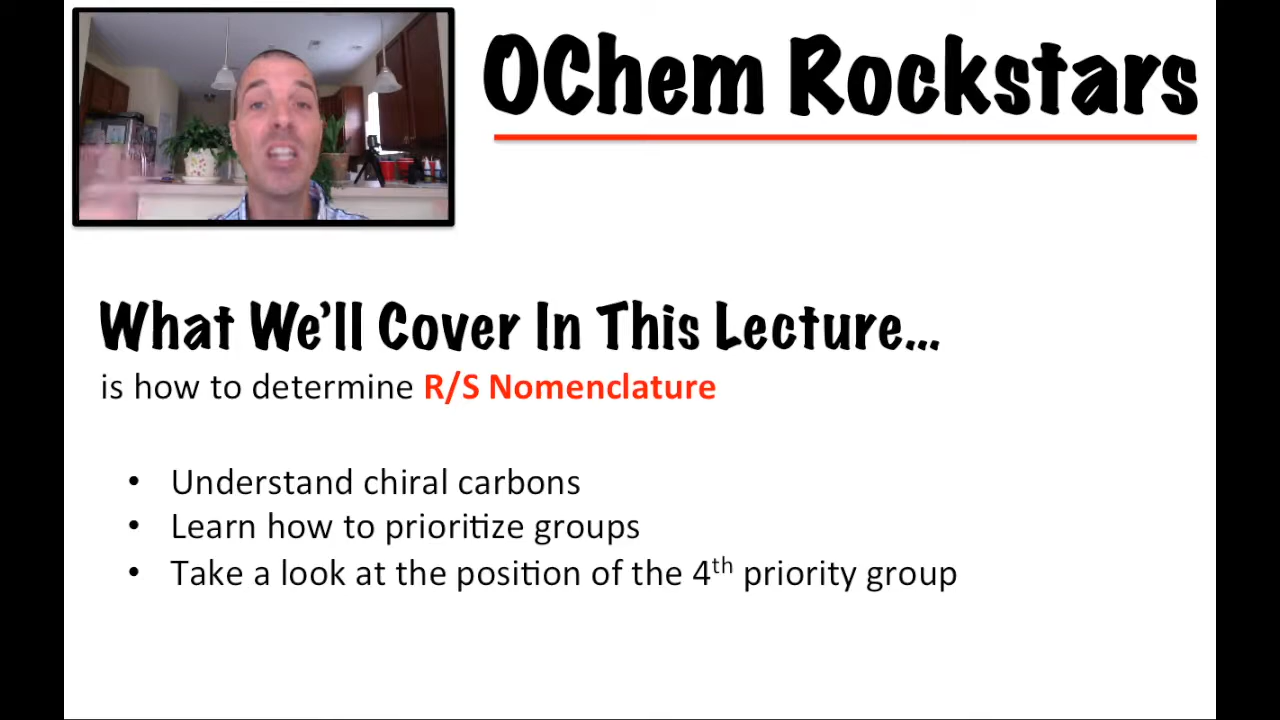 OChem Rockstars
What We'll Cover In This Lecture...
is how to determine R/S Nomenclature
• Understand chiral carbons
• Learn how to prioritize groups
• Take a look at the position of the 4th priority group